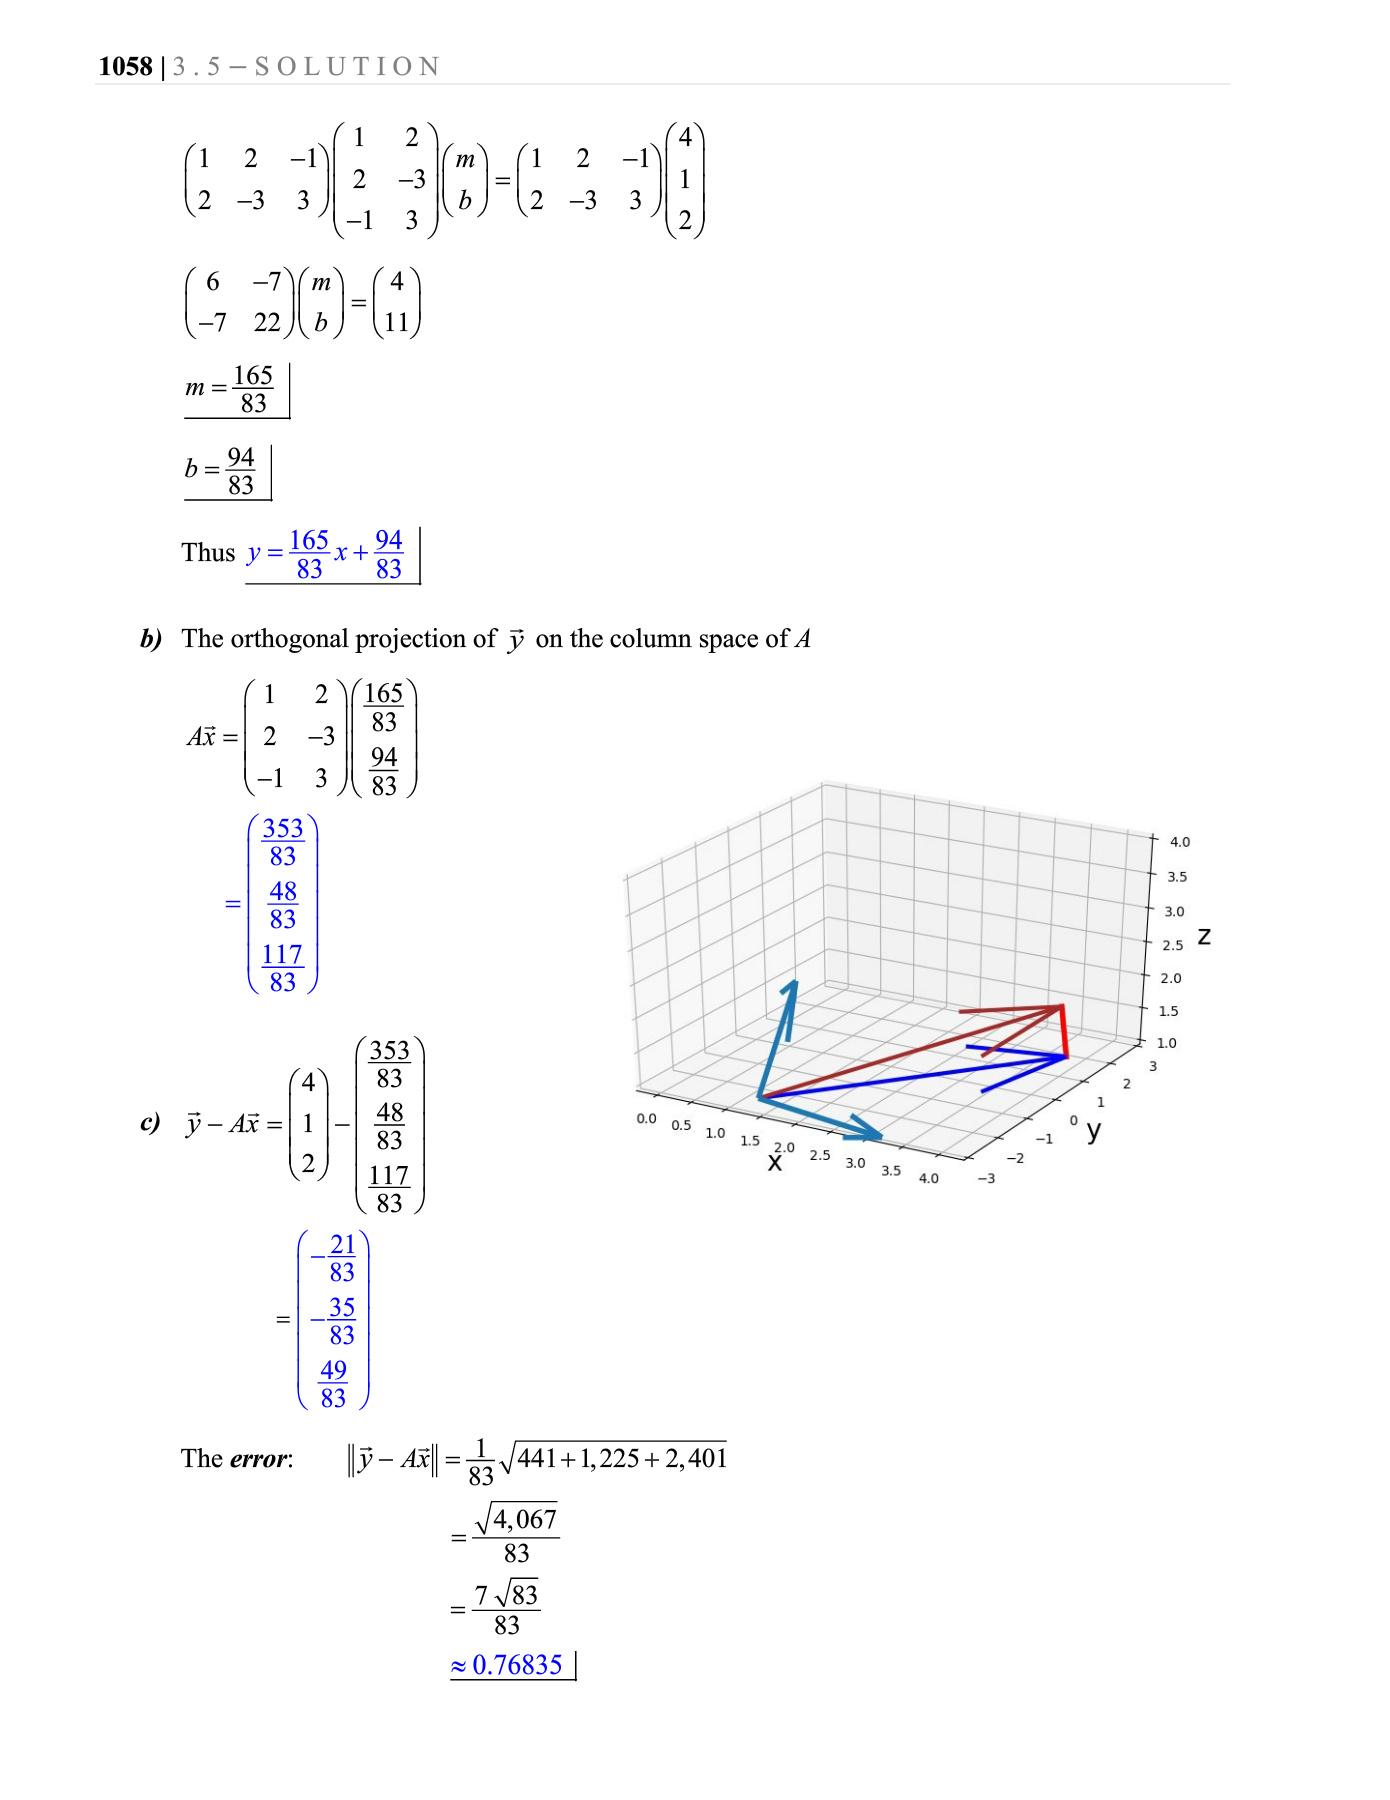 1058 | 3.5 – SOLUTION
$\begin{pmatrix} 1 & 2 & -1 \\ 2 & -3 & 3 \end{pmatrix} \begin{pmatrix} 1 & 2 \\ 2 & -3 \\ -1 & 3 \end{pmatrix} \begin{pmatrix} m \\ b \end{pmatrix} = \begin{pmatrix} 1 & 2 & -1 \\ 2 & -3 & 3 \end{pmatrix} \begin{pmatrix} 4 \\ 1 \\ 2 \end{pmatrix}$
$\begin{pmatrix} 6 & -7 \\ -7 & 22 \end{pmatrix} \begin{pmatrix} m \\ b \end{pmatrix} = \begin{pmatrix} 4 \\ 11 \end{pmatrix}$
$m = \frac{165}{83}$
$b = \frac{94}{83}$
Thus $y = \frac{165}{83}x + \frac{94}{83}$
b) The orthogonal projection of $\vec{y}$ on the column space of A
$A\vec{x} = \begin{pmatrix} 1 & 2 \\ 2 & -3 \\ -1 & 3 \end{pmatrix} \begin{pmatrix} \frac{165}{83} \\ \frac{94}{83} \end{pmatrix}$
$= \begin{pmatrix} \frac{353}{83} \\ \frac{48}{83} \\ \frac{117}{83} \end{pmatrix}$
4.0
3.5
3.0
2.5
2.0
1.5
1.0
z
0.0 0.5 1.0 1.5 2.0 2.5 3.0 3.5 4.0
x
−3 −2 −1 0 1 2 3
y
c) $\vec{y} - A\vec{x} = \begin{pmatrix} 4 \\ 1 \\ 2 \end{pmatrix} - \begin{pmatrix} \frac{353}{83} \\ \frac{48}{83} \\ \frac{117}{83} \end{pmatrix}$
$= \begin{pmatrix} -\frac{21}{83} \\ -\frac{35}{83} \\ \frac{49}{83} \end{pmatrix}$
The error: $\|\vec{y} - A\vec{x}\| = \frac{1}{83}\sqrt{441 + 1,225 + 2,401}$
$= \frac{\sqrt{4,067}}{83}$
$= \frac{7\sqrt{83}}{83}$
$\approx 0.76835$